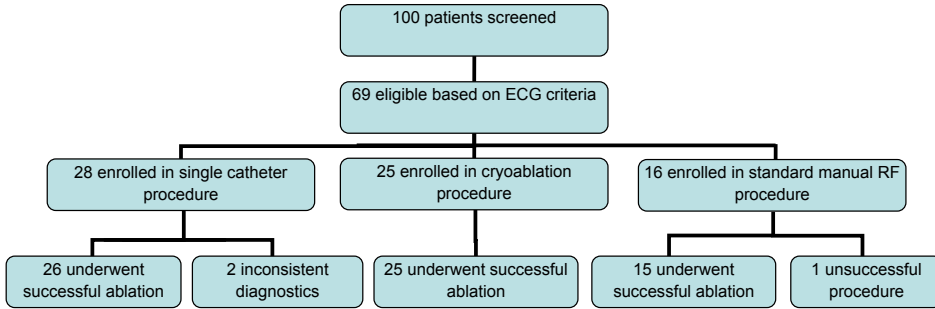 100 patients screened
69 eligible based on ECG criteria
28 enrolled in single catheter
procedure
25 enrolled in cryoablation
procedure
16 enrolled in standard manual RF
procedure
26 underwent
successful ablation
2 inconsistent
diagnostics
25 underwent successful
ablation
15 underwent
successful ablation
1 unsuccessful
procedure